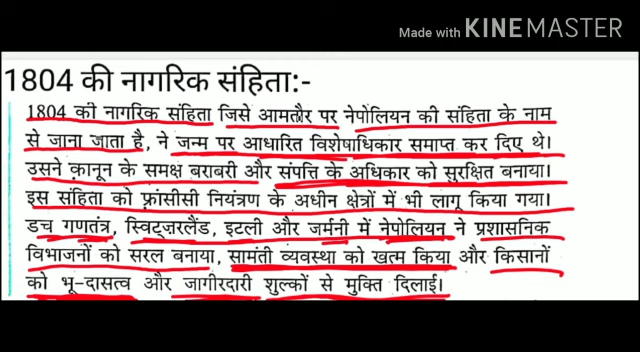 Made with KINEMASTER
1804 की नागरिक संहिता:-
1804 की नागरिक संहिता जिसे आमतौर पर नेपोलियन की संहिता के नाम
से जाना जाता है, ने जन्म पर आधारित विशेषाधिकार समाप्त कर दिए थे।
उसने क़ानून के समक्ष बराबरी और संपत्ति के अधिकार को सुरक्षित बनाया।
इस संहिता को फ़्रांसीसी नियंत्रण के अधीन क्षेत्रों में भी लागू किया गया।
डच गणतंत्र, स्विट्ज़रलैंड, इटली और जर्मनी में नेपोलियन ने प्रशासनिक
विभाजनों को सरल बनाया, सामंती व्यवस्था को खत्म किया और किसानों
को भू-दासत्व और जागीरदारी शुल्कों से मुक्ति दिलाई।